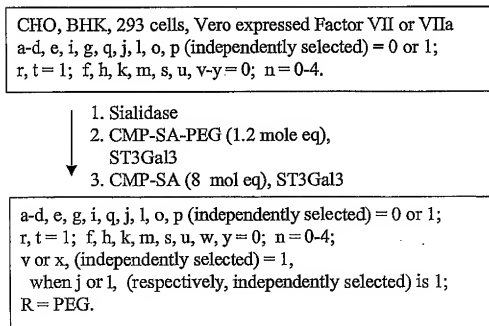 CHO, BHK, 293 cells, Vero expressed Factor VII or VIIa
a-d, e, i, g, q, j, l, o, p (independently selected) = 0 or 1;
r, t = 1; f, h, k, m, s, u, v-y = 0; n = 0-4.
1. Sialidase
2. CMP-SA-PEG (1.2 mole eq),
ST3Gal3
3. CMP-SA (8 mol eq), ST3Gal3
a-d, e, g, i, q, j, l, o, p (independently selected) = 0 or 1;
r, t = 1; f, h, k, m, s, u, w, y = 0; n = 0-4;
v or x, (independently selected) = 1,
when j or l, (respectively, independently selected) is 1;
R = PEG.